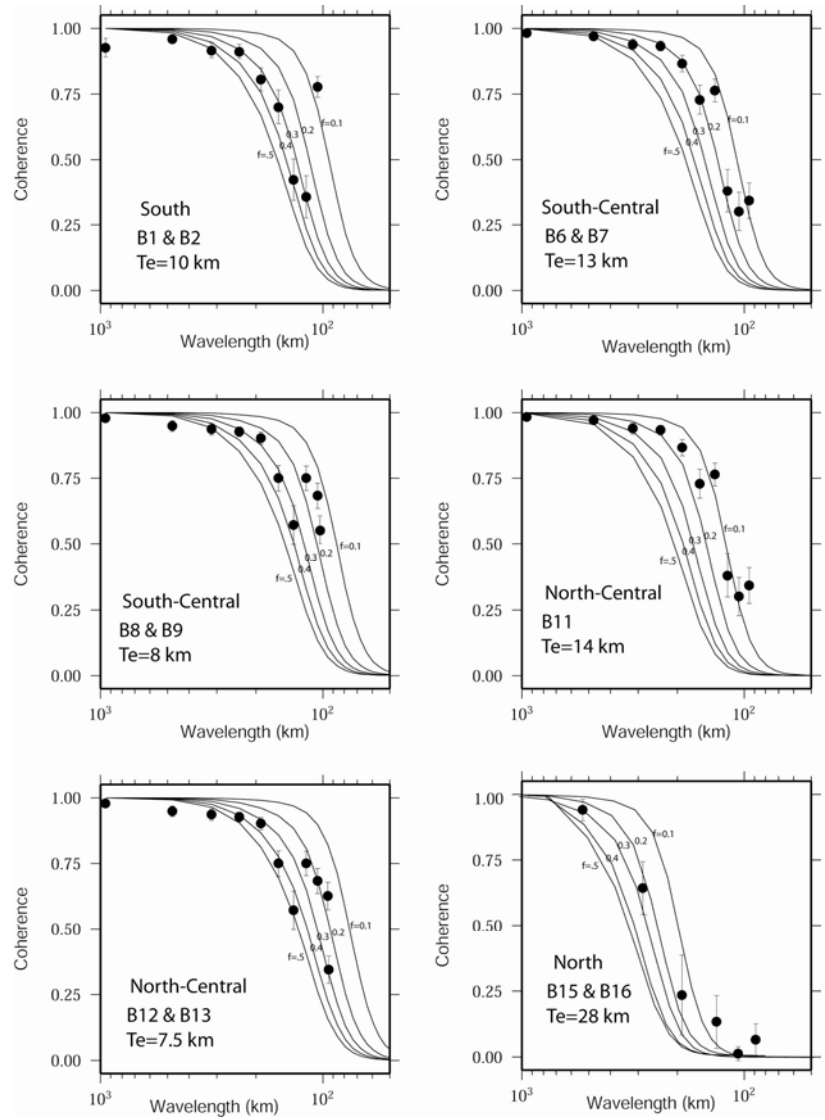 1.00
0.75
0.50
0.25
0.00
Coherence
f=0.1
0.2
0.3
0.4
f=.5
South
B1 & B2
Te=10 km
10³
10²
Wavelength (km)
1.00
0.75
0.50
0.25
0.00
Coherence
f=0.1
0.2
0.3
0.4
f=.5
South-Central
B6 & B7
Te=13 km
10³
10²
Wavelength (km)
1.00
0.75
0.50
0.25
0.00
Coherence
f=0.1
0.2
0.3
0.4
f=.5
South-Central
B8 & B9
Te=8 km
10³
10²
Wavelength (km)
1.00
0.75
0.50
0.25
0.00
Coherence
f=0.1
0.2
0.3
0.4
f=.5
North-Central
B11
Te=14 km
10³
10²
Wavelength (km)
1.00
0.75
0.50
0.25
0.00
Coherence
f=0.1
0.2
0.3
0.4
f=.5
North-Central
B12 & B13
Te=7.5 km
10³
10²
Wavelength (km)
1.00
0.75
0.50
0.25
0.00
Coherence
f=0.1
0.2
0.3
0.4
f=.5
North
B15 & B16
Te=28 km
10³
10²
Wavelength (km)